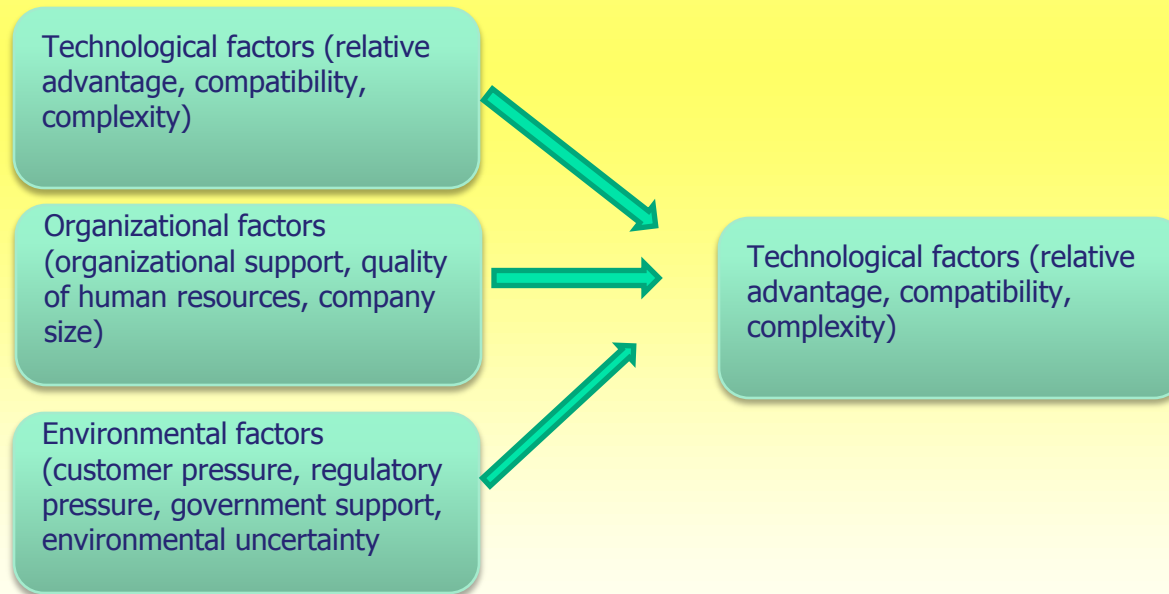 Technological factors (relative
advantage, compatibility,
complexity)
Organizational factors
(organizational support, quality
of human resources, company
size)
Environmental factors
(customer pressure, regulatory
pressure, government support,
environmental uncertainty
Technological factors (relative
advantage, compatibility,
complexity)